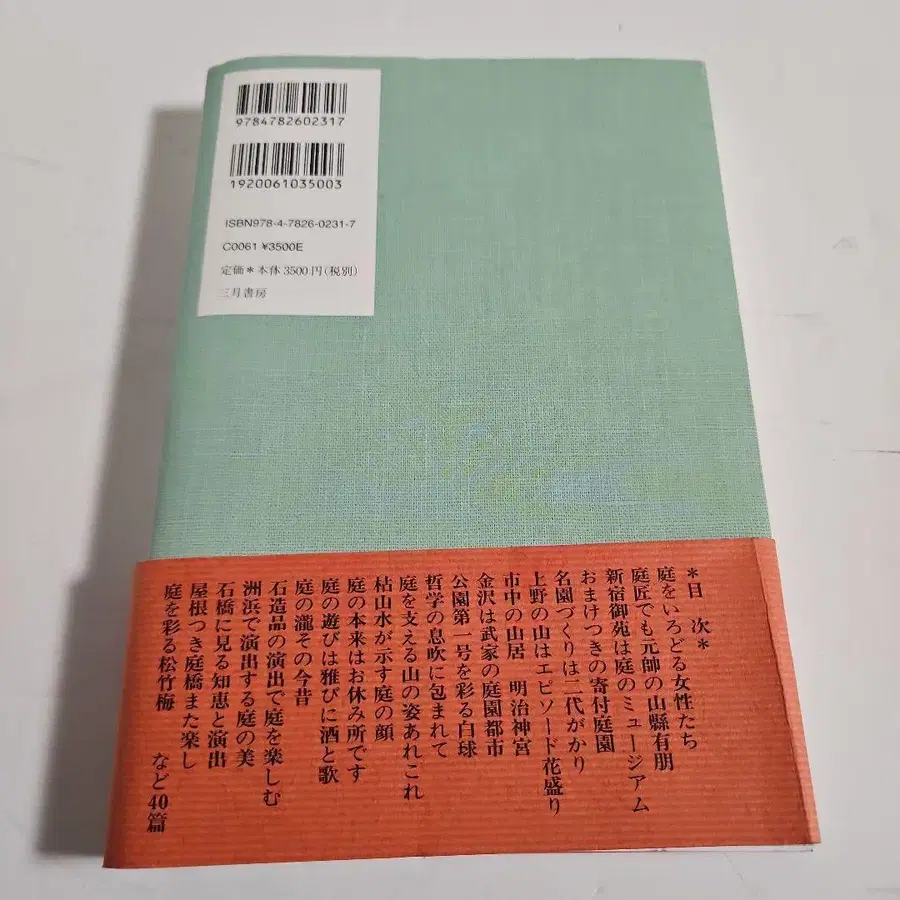 9784782602317
1920061035003
ISBN978-4-7826-0231-7
C0061 ¥3500E
定価*本体3500円(税別)
三月書房
*目次*
庭をいろどる女性たち
庭匠でも元帥の山縣有朋
新宿御苑は庭のミュージアム
おまけつきの寄付庭園
名園づくりは二代がかり
上野の山はエピソード花盛り
市中の山居 明治神宮
金沢は武家の庭園都市
公園第一号を彩る白球
哲学の息吹に包まれて
庭を支える山の姿あれこれ
枯山水が示す庭の顔
庭の本来はお休み所です
庭の遊びは雅びに酒と歌
庭の瀧その今昔
石造品の演出で庭を楽しむ
洲浜で演出する庭の美
石橋に見る知恵と演出
屋根つき庭橋また楽し
庭を彩る松竹梅 など40篇